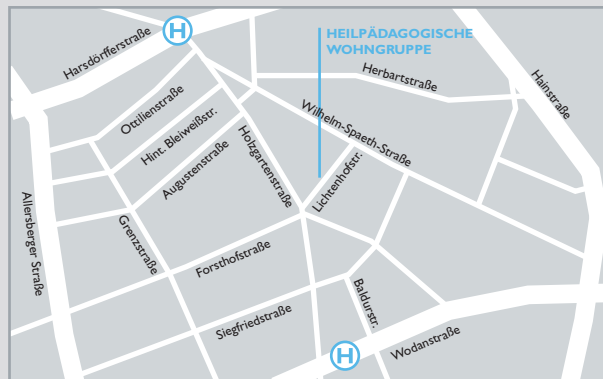 H
HEILPÄDAGOGISCHE
WOHNGRUPPE
Harsdörfferstraße
Herbartstraße
Hainstraße
Ottilienstraße
Hint. Bleiweißstr.
Wilhelm-Spaeth-Straße
Augustenstraße
Holzgartenstraße
Lichtenhofstr.
Allersberger Straße
Grenzstraße
Forsthofstraße
Siegfriedstraße
Baldurstr.
Wodanstraße
H